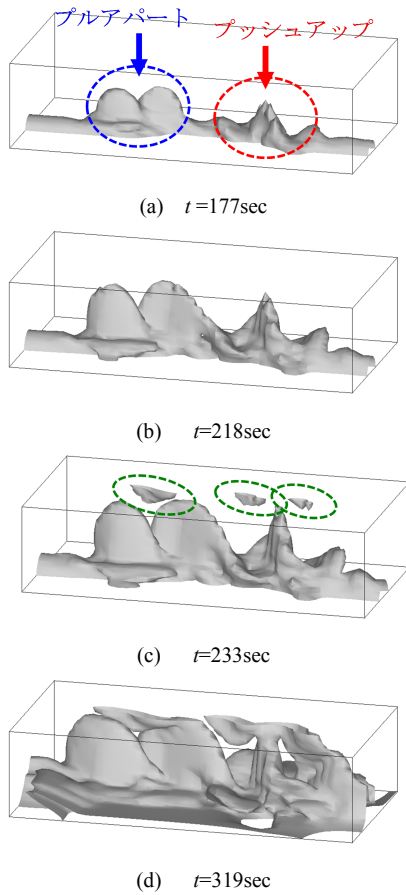 プルアパート
プッシュアップ
(a) t =177sec
(b) t=218sec
(c) t=233sec
(d) t=319sec